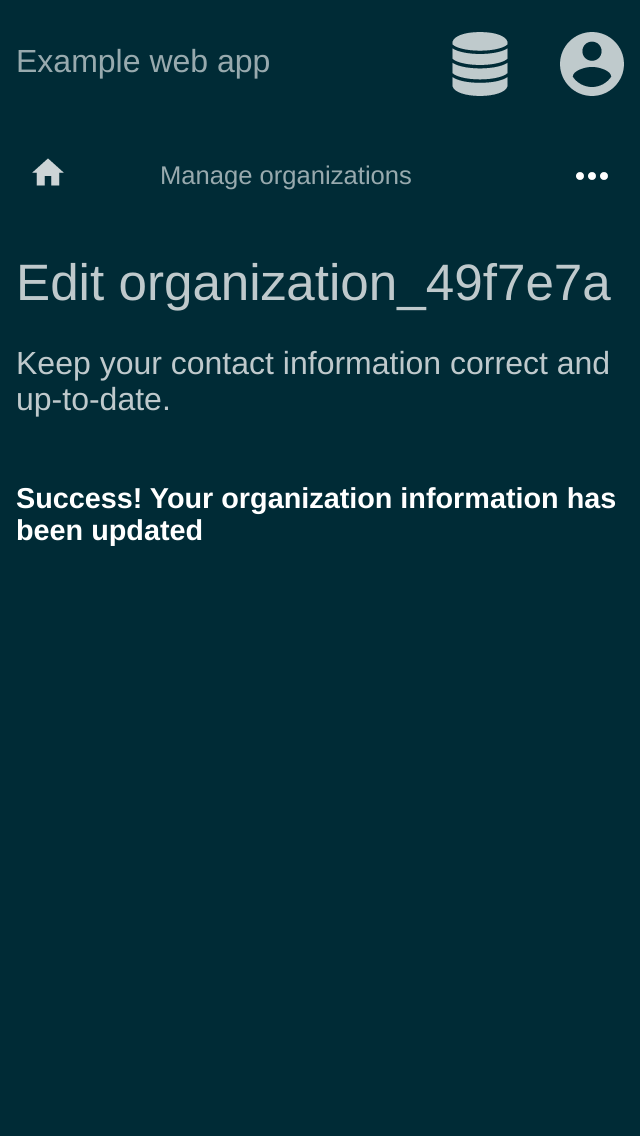 Example web app
Manage organizations
Edit organization_49f7e7a
Keep your contact information correct and
up-to-date.
Success! Your organization information has
been updated